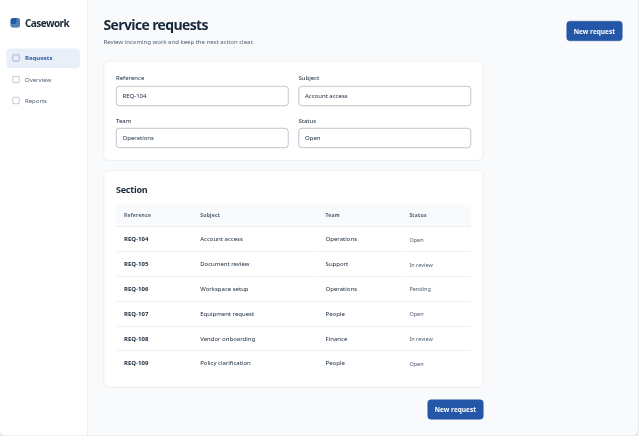 Casework
Requests
Overview
Reports
Service requests
Review incoming work and keep the next action clear.
New request
Reference
Subject
REQ-104
Account access
Team
Status
Operations
Open
Section
Reference Subject Team Status
REQ-104 Account access Operations Open
REQ-105 Document review Support In review
REQ-106 Workspace setup Operations Pending
REQ-107 Equipment request People Open
REQ-108 Vendor onboarding Finance In review
REQ-109 Policy clarification People Open
New request